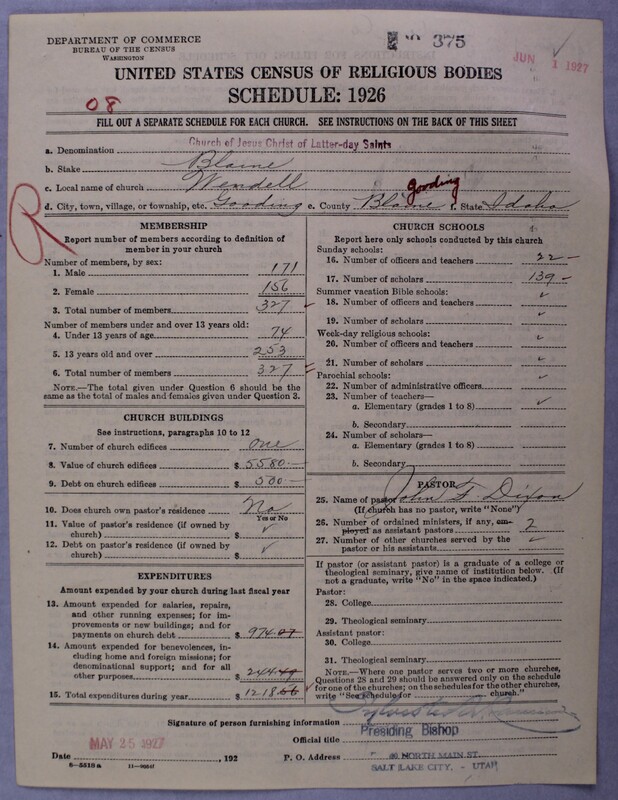 DEPARTMENT OF COMMERCE
BUREAU OF THE CENSUS
WASHINGTON
375
JUN 1 1927
UNITED STATES CENSUS OF RELIGIOUS BODIES
SCHEDULE: 1926
08
FILL OUT A SEPARATE SCHEDULE FOR EACH CHURCH. SEE INSTRUCTIONS ON THE BACK OF THIS SHEET
a. Denomination Church of Jesus Christ of Latter-day Saints
b. Stake Blaine
c. Local name of church Wendell
Gooding
d. City, town, village, or township, etc. Gooding e. County Blaine f. State Idaho
R
MEMBERSHIP
Report number of members according to definition of
member in your church
Number of members, by sex:
1. Male 171
2. Female 156
3. Total number of members 327
Number of members under and over 13 years old:
4. Under 13 years of age 74
5. 13 years old and over 253
6. Total number of members 327
NOTE.—The total given under Question 6 should be
same as the total of males and females given under Question 3.
CHURCH BUILDINGS
See instructions, paragraphs 10 to 12
7. Number of church edifices One
8. Value of church edifices $ 5580.—
9. Debt on church edifices $ 500—
10. Does church own pastor's residence No
Yes or No
11. Value of pastor's residence (if owned by
church) $ ✓
12. Debt on pastor's residence (if owned by
church) $ ✓
EXPENDITURES
Amount expended by church during last fiscal year
13. Amount expended for salaries, repairs,
and other running expenses; for im-
provements or new buildings; and for
payments on church debt $ 974.07
14. Amount expended for benevolences,
including home and foreign missions; for
denominational support; and for all
other purposes $ 244.49
15. Total expenditures during year $ 1218.56
CHURCH SCHOOLS
Report here only schools conducted by this church
Sunday schools:
16. Number of officers and teachers 22 —
17. Number of scholars 139 —
Summer vacation Bible schools:
18. Number of officers and teachers ✓
19. Number of scholars ✓
Week-day religious schools:
20. Number of officers and teachers ✓
21. Number of scholars ✓
Parochial schools:
22. Number of administrative officers ✓
23. Number of teachers—
a. Elementary (grades 1 to 8) ✓
b. Secondary
24. Number of scholars—
a. Elementary (grades 1 to 8)
b. Secondary
PASTOR
25. Name of pastor John F. Dixon
(If church has no pastor, write "None")
26. Number of ordained ministers, if any, em-
ployed as assistant pastors 2
27. Number of other churches served by the
pastor or his assistants ✓
If pastor (or assistant pastor) is a graduate of a college or
theological seminary, give name of institution below. (If
not a graduate, write "No" in the space indicated.)
Pastor:
28. College
29. Theological seminary
Assistant pastor:
30. College
31. Theological seminary
NOTE.—Where one pastor serves two or more churches,
Questions 28 and 29 should be answered only on the schedule
for one of the churches; on the schedules for the other churches,
write "See schedule for church."
Signature of person furnishing information
Official title Presiding Bishop
MAY 25 1927
Date , 192 P. O. Address 40 NORTH MAIN ST.
SALT LAKE CITY, - UTAH
8—5510a